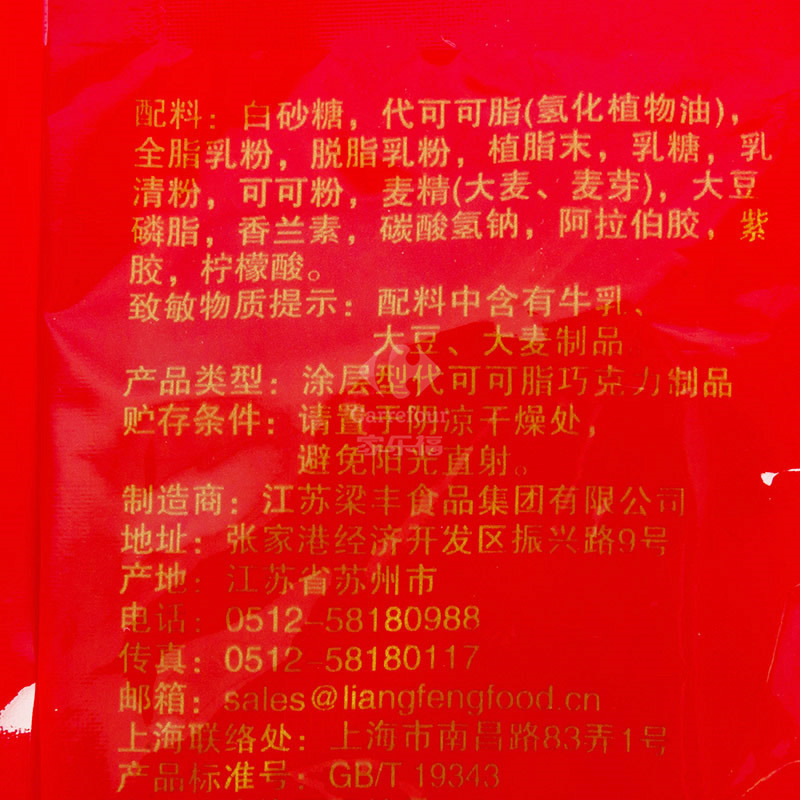 配料：白砂糖，代可可脂(氢化植物油)，
全脂乳粉，脱脂乳粉，植脂末，乳糖，乳
清粉，可可粉，麦精(大麦、麦芽)，大豆
磷脂，香兰素，碳酸氢钠，阿拉伯胶，紫
胶，柠檬酸。
致敏物质提示：配料中含有牛乳、
大豆、大麦制品
产品类型：涂层型代可可脂巧克力制品
贮存条件：请置于阴凉干燥处，
Carrefour
家乐福
避免阳光直射。
制造商：江苏梁丰食品集团有限公司
地址：张家港经济开发区振兴路9号
产地：江苏省苏州市
电话：0512-58180988
传真：0512-58180117
邮箱：sales@liangfengfood.cn
上海联络处：上海市南昌路83弄1号
产品标准号：GB/T 19343